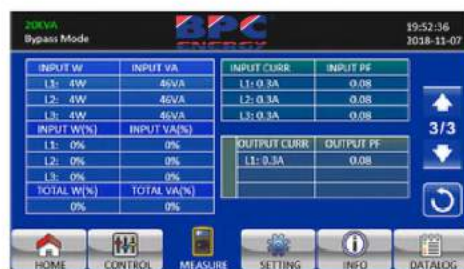 20KVA
Bypass Mode
BPC
ENERGY
19:52:36
2018-11-07
INPUT W INPUT VA
L1: 4W 46VA
L2: 4W 46VA
L3: 4W 46VA
INPUT W(%) INPUT VA(%)
L1: 0% 0%
L2: 0% 0%
L3: 0% 0%
TOTAL W(%) TOTAL VA(%)
0% 0%
INPUT CURR INPUT PF
L1: 0.3A 0.08
L2: 0.3A 0.08
L3: 0.3A 0.08
OUTPUT CURR OUTPUT PF
L1: 0.3A 0.08
3/3
HOME CONTROL MEASURE SETTING INFO DATALOG